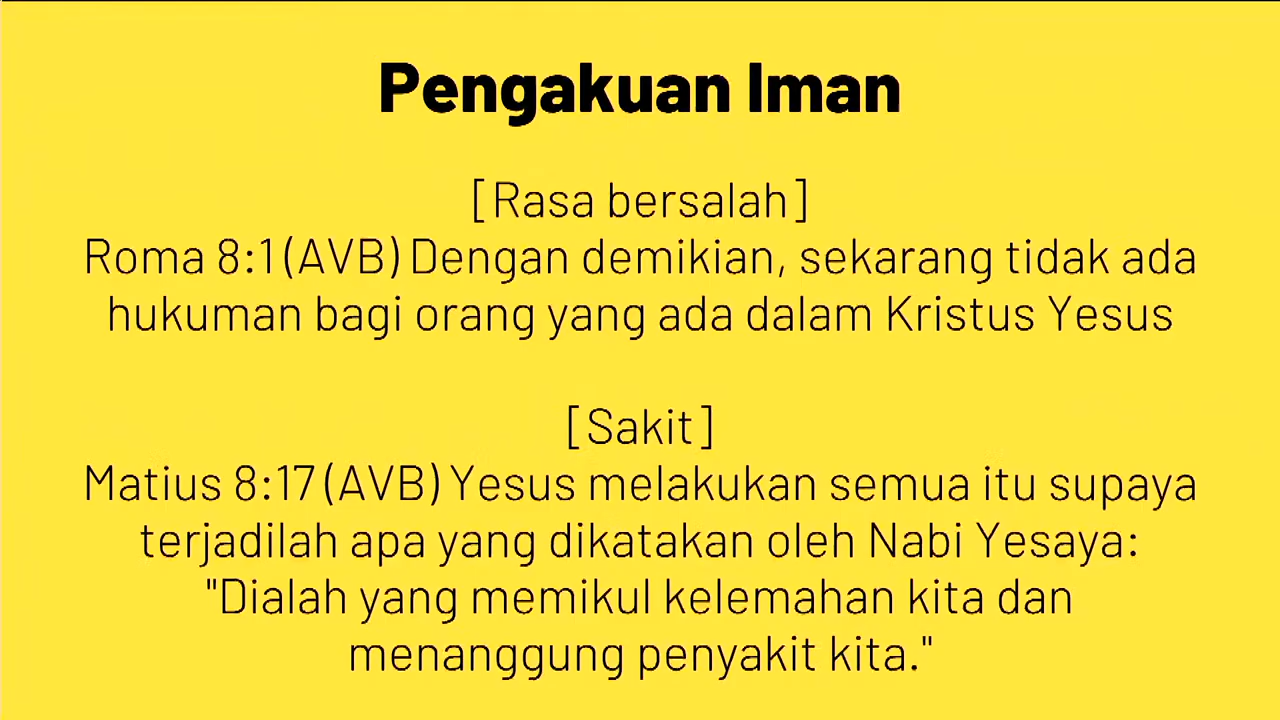 Pengakuan Iman
[Rasa bersalah]
Roma 8:1 (AVB) Dengan demikian, sekarang tidak ada
hukuman bagi orang yang ada dalam Kristus Yesus
[Sakit]
Matius 8:17 (AVB) Yesus melakukan semua itu supaya
terjadilah apa yang dikatakan oleh Nabi Yesaya:
"Dialah yang memikul kelemahan kita dan
menanggung penyakit kita."